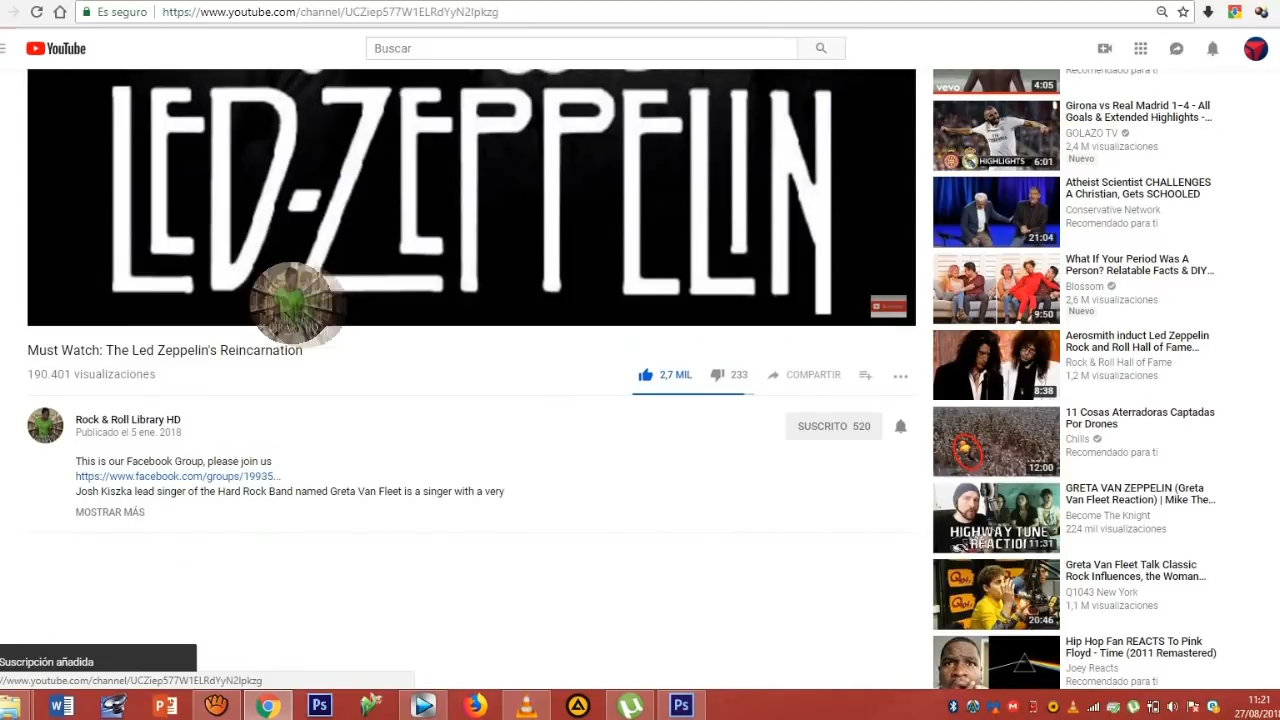 Es seguro
https://www.youtube.com/channel/UCZiep577W1ELRdYyN2Ipkzg
YouTube
Buscar
LED-ZEPPELIN
Must Watch: The Led Zeppelin's Reincarnation
190.401 visualizaciones
2,7 MIL
233
COMPARTIR
Rock & Roll Library HD
Publicado el 5 ene. 2018
SUSCRITO 520
This is our Facebook Group, please join us
https://www.facebook.com/groups/19935...
Josh Kiszka lead singer of the Hard Rock Band named Greta Van Fleet is a singer with a very
MOSTRAR MÁS
vevo
4:05
Recomendado para ti
HIGHLIGHTS
6:01
Girona vs Real Madrid 1-4 - All
Goals & Extended Highlights -...
GOLAZO TV
2,4 M visualizaciones
Nuevo
21:04
Atheist Scientist CHALLENGES
A Christian, Gets SCHOOLED
Conservative Network
Recomendado para ti
9:50
What If Your Period Was A
Person? Relatable Facts & DIY...
Blossom
2,6 M visualizaciones
Nuevo
8:38
Aerosmith induct Led Zeppelin
Rock and Roll Hall of Fame...
Rock & Roll Hall of Fame
1,2 M visualizaciones
12:00
11 Cosas Aterradoras Captadas
Por Drones
Chills
Recomendado para ti
HIGHWAY TUNE
REACTION
11:31
GRETA VAN ZEPPELIN (Greta
Van Fleet Reaction) | Mike The...
Become The Knight
224 mil visualizaciones
20:46
Greta Van Fleet Talk Classic
Rock Influences, the Woman...
Q1043 New York
1,1 M visualizaciones
Hip Hop Fan REACTS To Pink
Floyd - Time (2011 Remastered)
Joey Reacts
Recomendado para ti
Suscripción añadida
//www.youtube.com/channel/UCZiep577W1ELRdYyN2Ipkzg
11:21